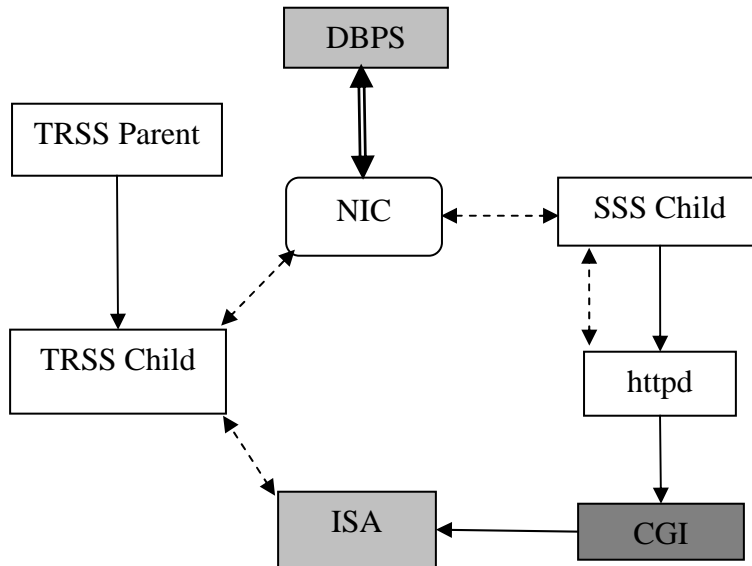 DBPS
TRSS Parent
NIC
SSS Child
TRSS Child
httpd
ISA
CGI